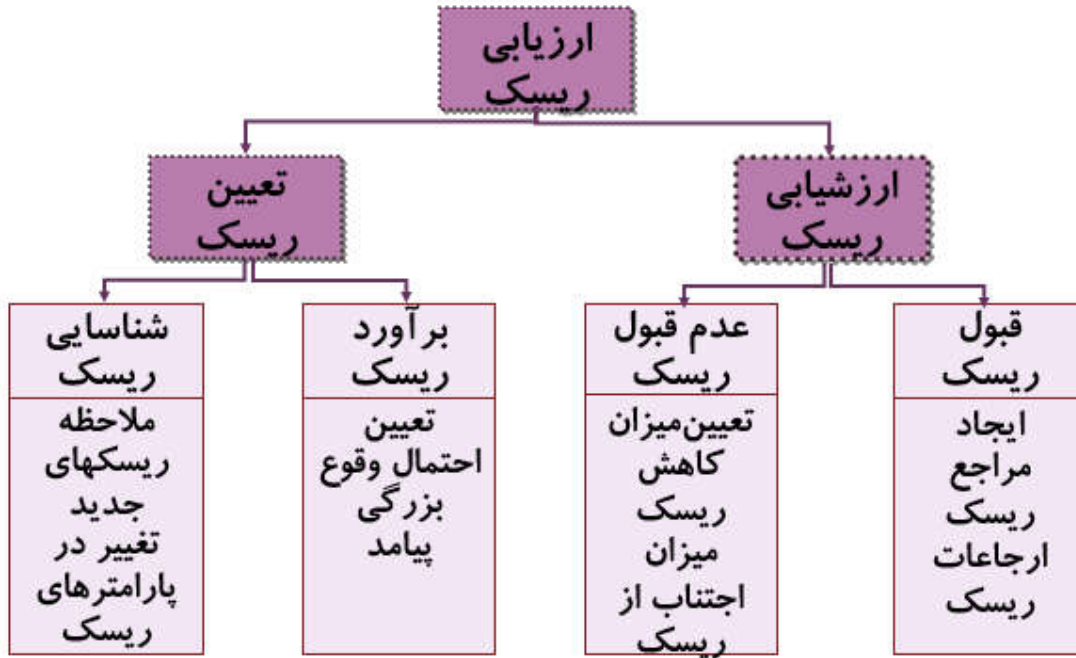 ارزیابی
ریسک
ارزشیابی
ریسک
تعیین
ریسک
قبول
ریسک
ایجاد
مراجع
ریسک
ارجاعات
ریسک
عدم قبول
ریسک
تعیین‌میزان
کاهش
ریسک
میزان
اجتناب از
ریسک
برآورد
ریسک
تعیین
احتمال وقوع
بزرگی
پیامد
شناسایی
ریسک
ملاحظه
ریسکهای
جدید
تغییر در
پارامترهای
ریسک